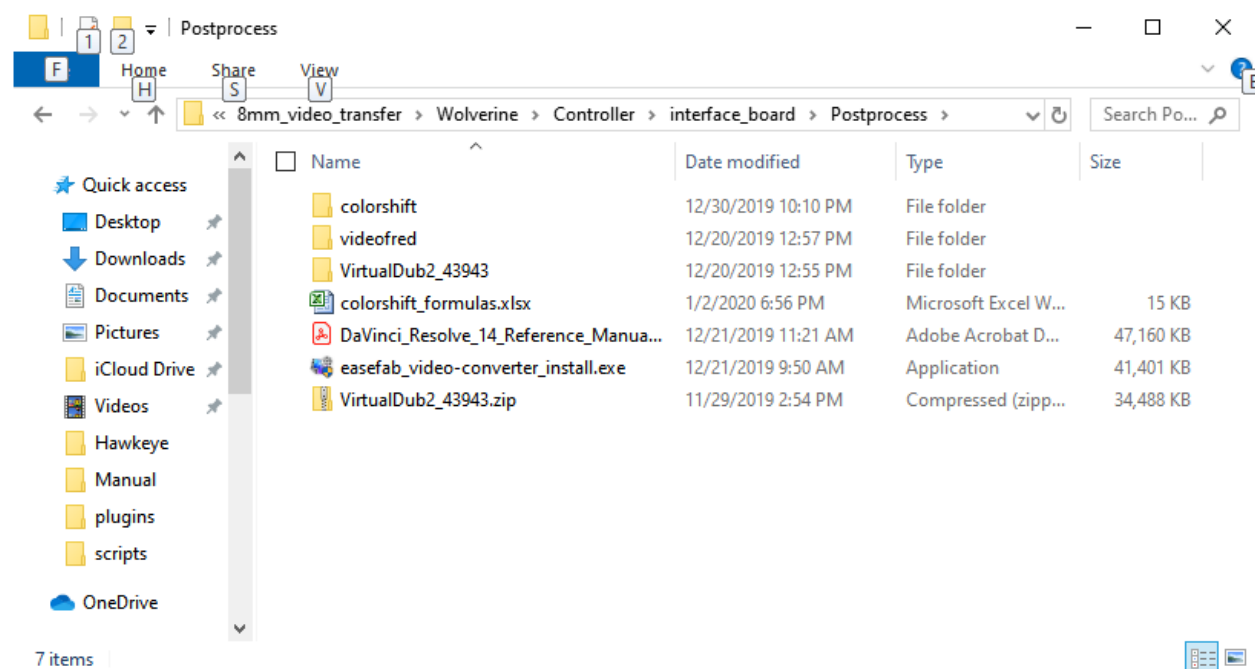 Postprocess
1 2
F Home Share View
H S V
« 8mm_video_transfer > Wolverine > Controller > interface_board > Postprocess > Search Po...
Name Date modified Type Size
Quick access
Desktop
Downloads
Documents
Pictures
iCloud Drive
Videos
Hawkeye
Manual
plugins
scripts
OneDrive
colorshift 12/30/2019 10:10 PM File folder
videofred 12/20/2019 12:57 PM File folder
VirtualDub2_43943 12/20/2019 12:55 PM File folder
colorshift_formulas.xlsx 1/2/2020 6:56 PM Microsoft Excel W... 15 KB
DaVinci_Resolve_14_Reference_Manua... 12/21/2019 11:21 AM Adobe Acrobat D... 47,160 KB
easefab_video-converter_install.exe 12/21/2019 9:50 AM Application 41,401 KB
VirtualDub2_43943.zip 11/29/2019 2:54 PM Compressed (zipp... 34,488 KB
7 items